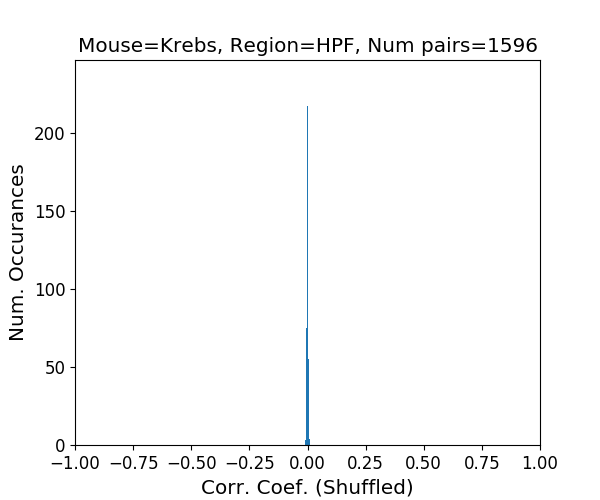 Mouse=Krebs, Region=HPF, Num pairs=1596
Num. Occurances
200
150
100
50
0
−1.00 −0.75 −0.50 −0.25 0.00 0.25 0.50 0.75 1.00
Corr. Coef. (Shuffled)